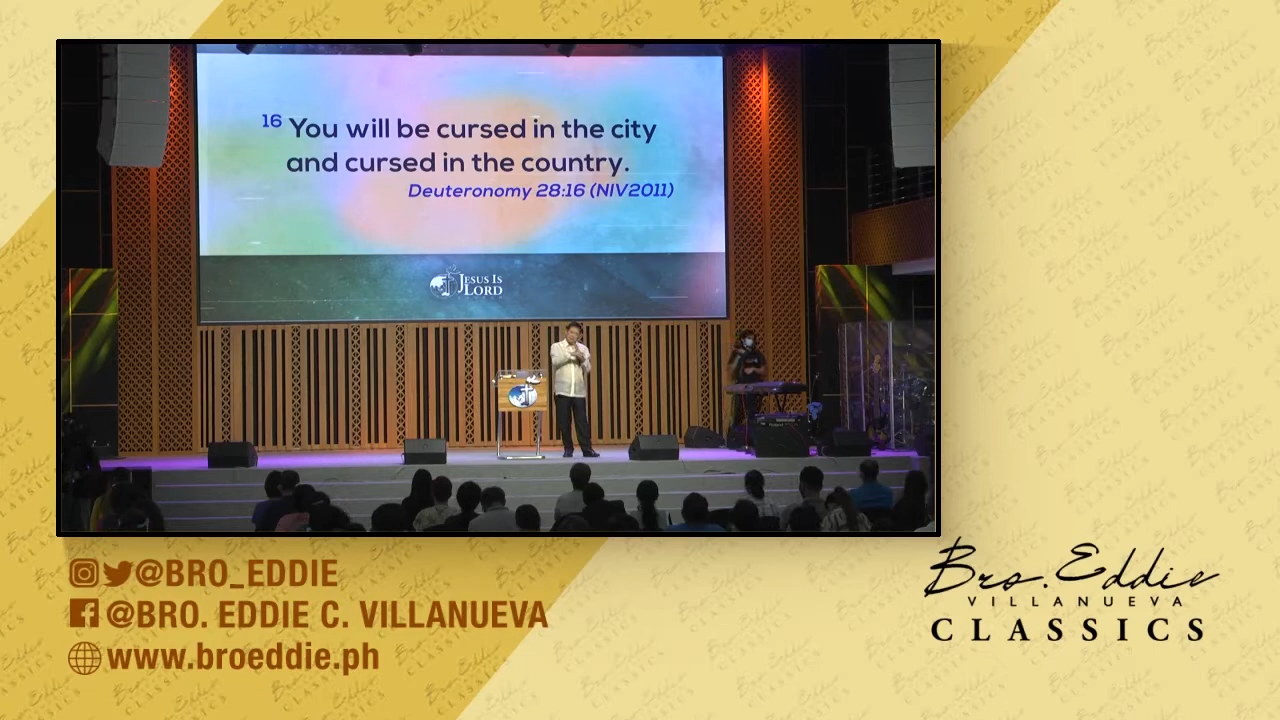 16 You will be cursed in the city
and cursed in the country.
Deuteronomy 28:16 (NIV2011)
JESUS IS
LORD
@BRO_EDDIE
@BRO. EDDIE C. VILLANUEVA
www.broeddie.ph
Bro. Eddie
VILLANUEVA
CLASSICS